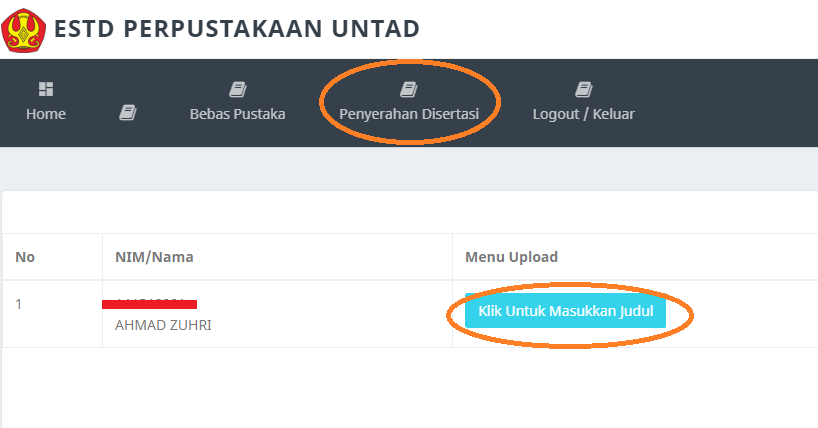 ESTD PERPUSTAKAAN UNTAD
Home
Bebas Pustaka
Penyerahan Disertasi
Logout / Keluar
No
NIM/Nama
Menu Upload
1
AHMAD ZUHRI
Klik Untuk Masukkan Judul